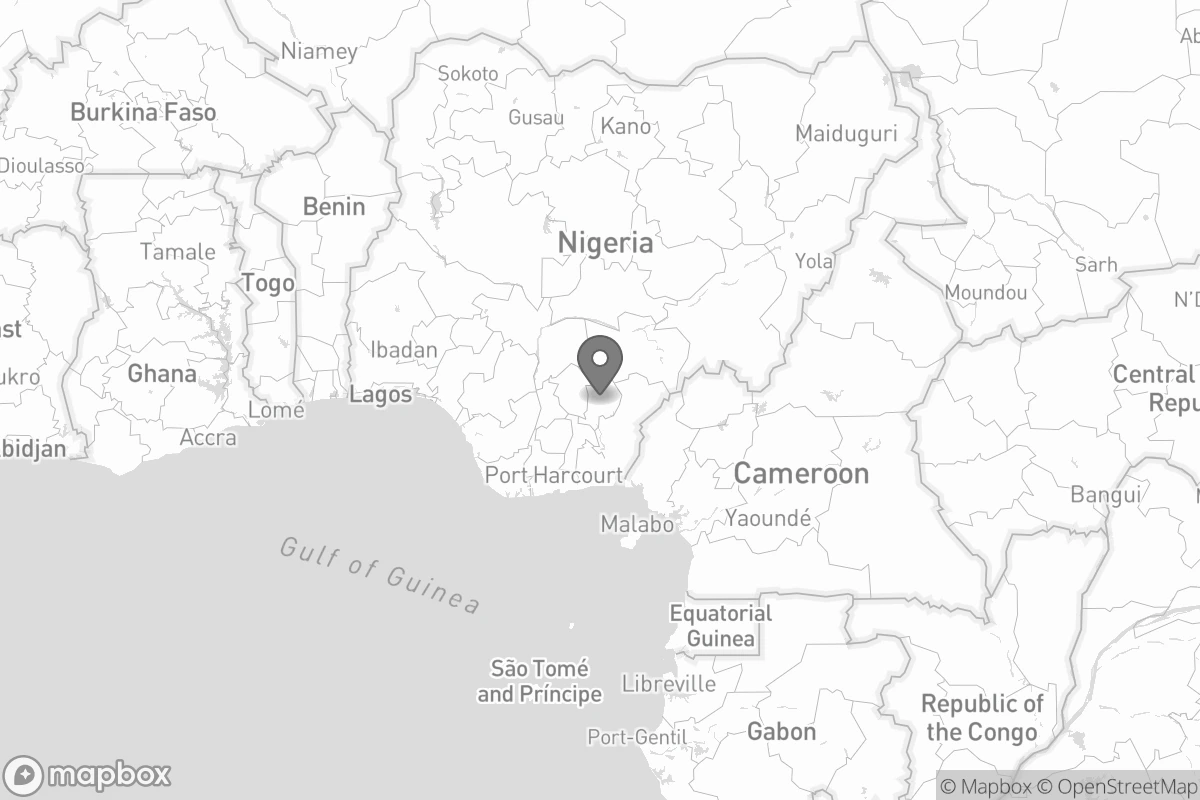 Niamey
Sokoto
Ab
Burkina Faso
Gusau
Kano
Maiduguri
Dioulasso
Benin
Nigeria
Tamale
Yola
Sarh
Togo
Moundou
N'D
ast
Ibadan
ukro
Ghana
Central
Repu
Lagos
Lomé
Accra
bidjan
Port Harcourt
Cameroon
Bangui
Malabo
Yaoundé
Gulf of Guinea
Equatorial
Guinea
São Tomé
and Príncipe
Libreville
Republic of
the Congo
Port-Gentil
Gabon
mapbox
© Mapbox © OpenStreetMap